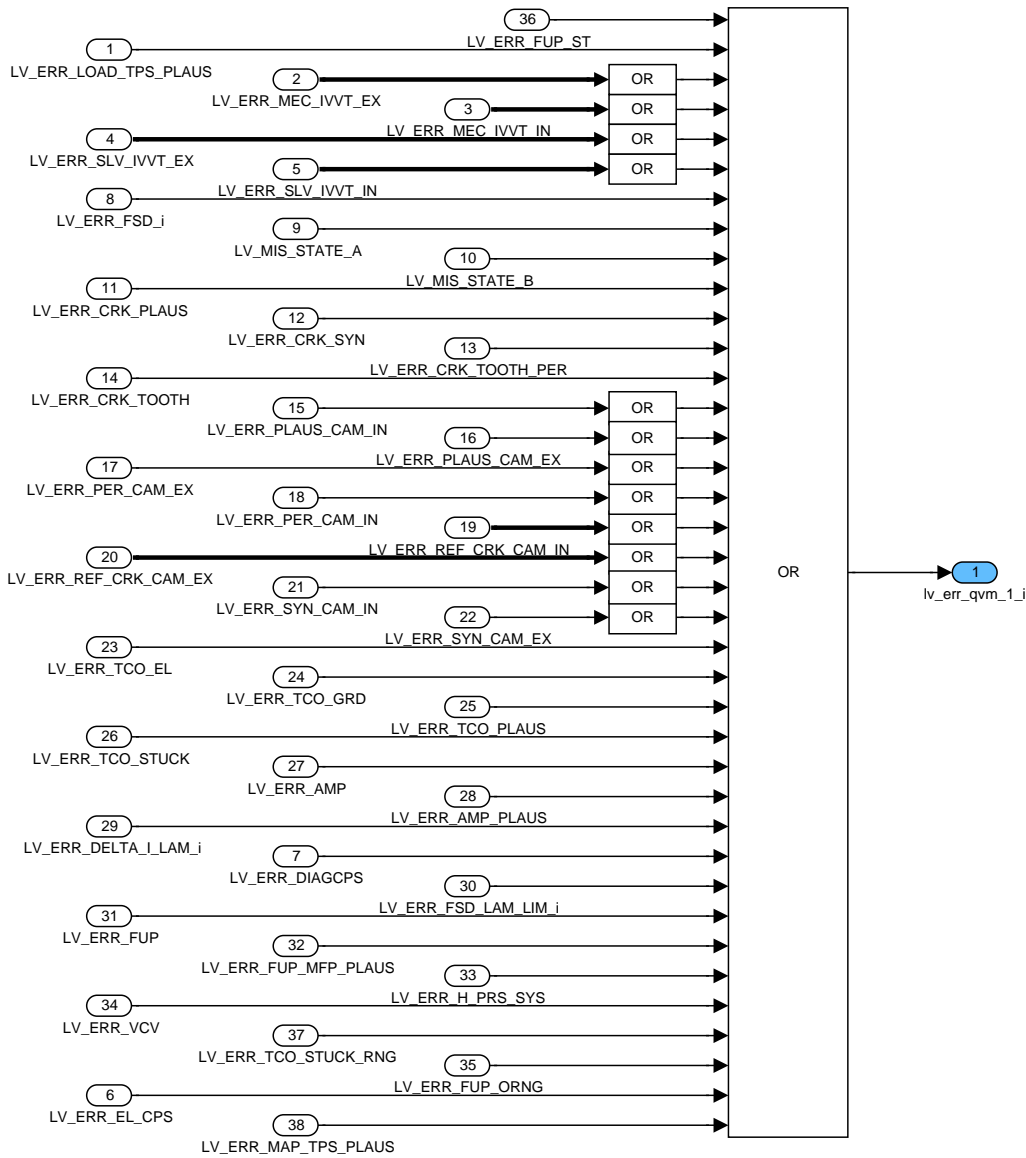 36
LV_ERR_FUP_ST
1
LV_ERR_LOAD_TPS_PLAUS
2
OR
LV_ERR_MEC_IVVT_EX
3
OR
LV_ERR_MEC_IVVT_IN
4
OR
LV_ERR_SLV_IVVT_EX
5
OR
LV_ERR_SLV_IVVT_IN
8
LV_ERR_FSD_i
9
LV_MIS_STATE_A
10
LV_MIS_STATE_B
11
LV_ERR_CRK_PLAUS
12
LV_ERR_CRK_SYN
13
LV_ERR_CRK_TOOTH_PER
14
LV_ERR_CRK_TOOTH
15
OR
LV_ERR_PLAUS_CAM_IN
16
OR
LV_ERR_PLAUS_CAM_EX
17
OR
LV_ERR_PER_CAM_EX
18
OR
LV_ERR_PER_CAM_IN
19
OR
LV_ERR_REF_CRK_CAM_IN
20
OR
LV_ERR_REF_CRK_CAM_EX
OR
1
lv_err_qvm_1_i
21
OR
LV_ERR_SYN_CAM_IN
22
OR
LV_ERR_SYN_CAM_EX
23
LV_ERR_TCO_EL
24
LV_ERR_TCO_GRD
25
LV_ERR_TCO_PLAUS
26
LV_ERR_TCO_STUCK
27
LV_ERR_AMP
28
LV_ERR_AMP_PLAUS
29
LV_ERR_DELTA_I_LAM_i
7
LV_ERR_DIAGCPS
30
LV_ERR_FSD_LAM_LIM_i
31
LV_ERR_FUP
32
LV_ERR_FUP_MFP_PLAUS
33
LV_ERR_H_PRS_SYS
34
LV_ERR_VCV
37
LV_ERR_TCO_STUCK_RNG
35
LV_ERR_FUP_ORNG
6
LV_ERR_EL_CPS
38
LV_ERR_MAP_TPS_PLAUS